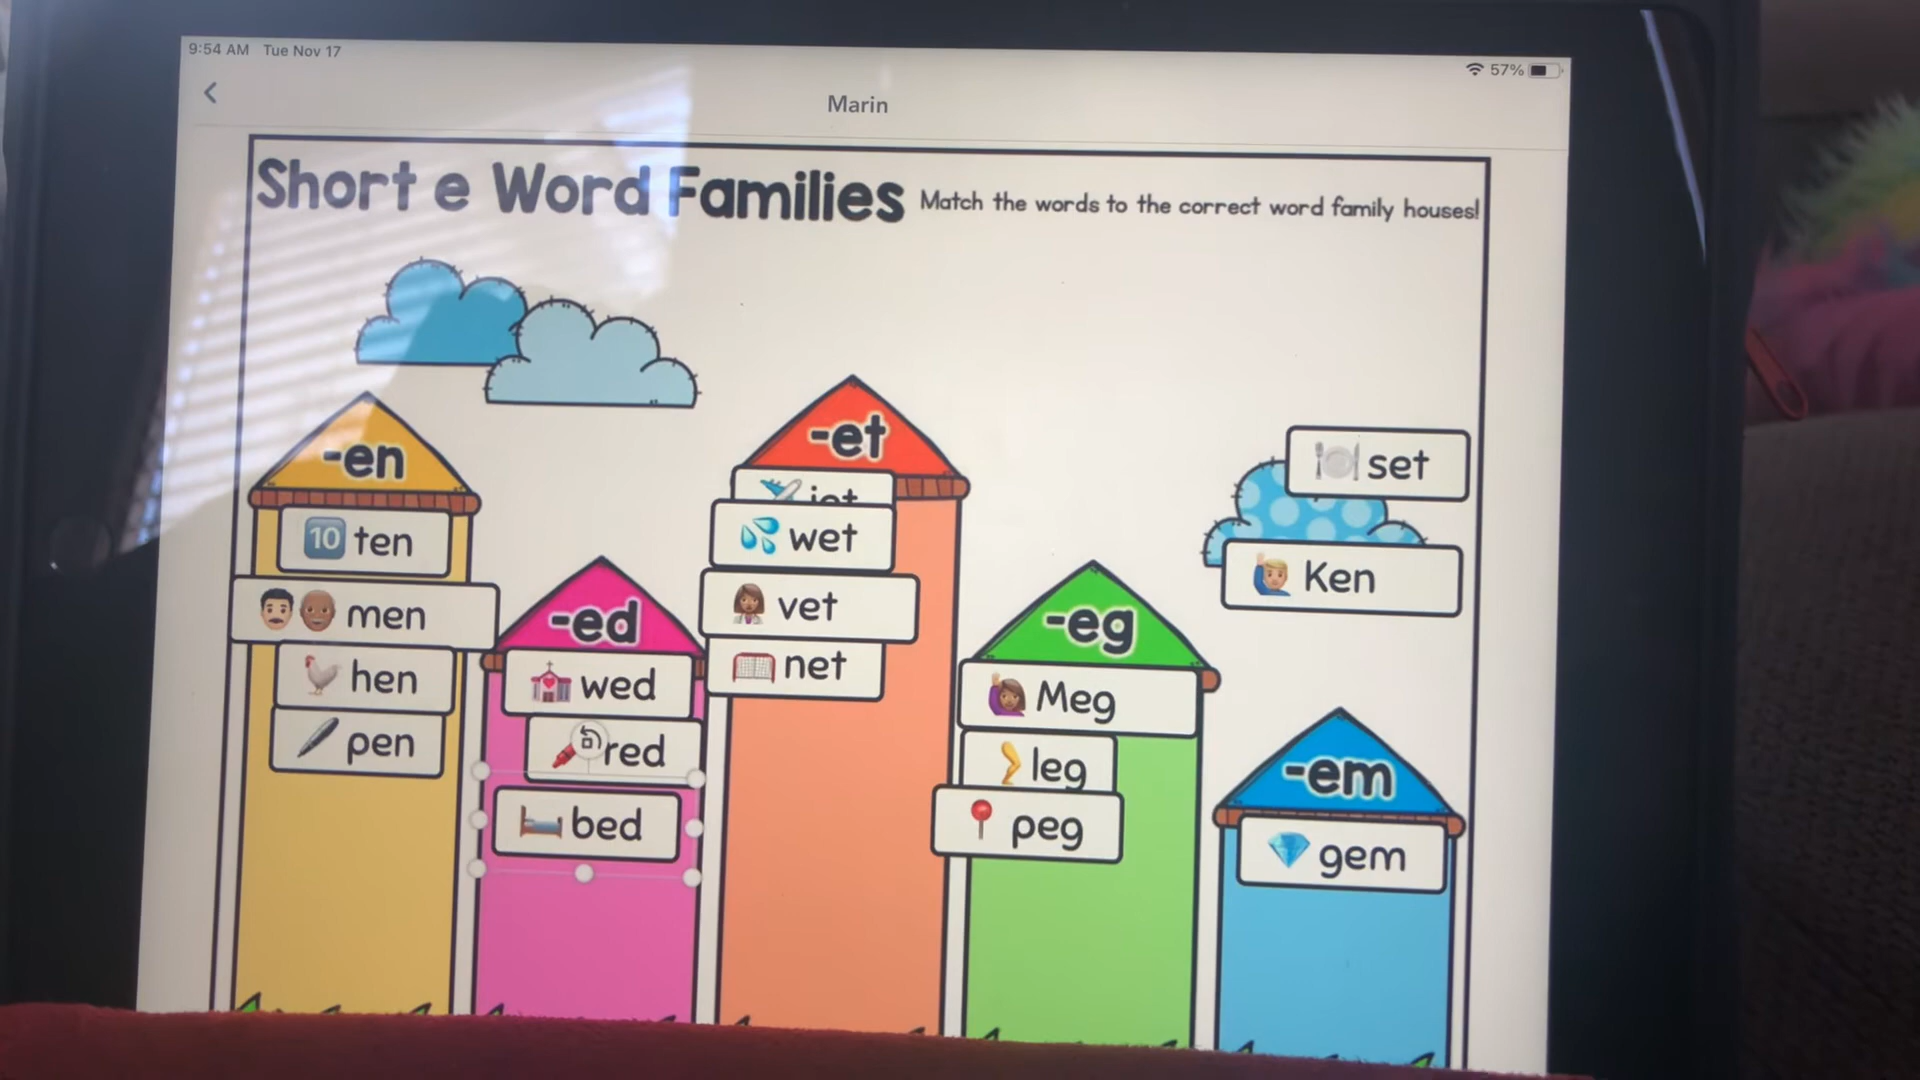 9:54 AM Tue Nov 17
57%
Marin
Short e Word Families
Match the words to the correct word family houses!
-en
10 ten
men
hen
pen
-ed
wed
red
bed
-et
jet
wet
vet
net
-eg
Meg
leg
peg
set
Ken
-em
gem